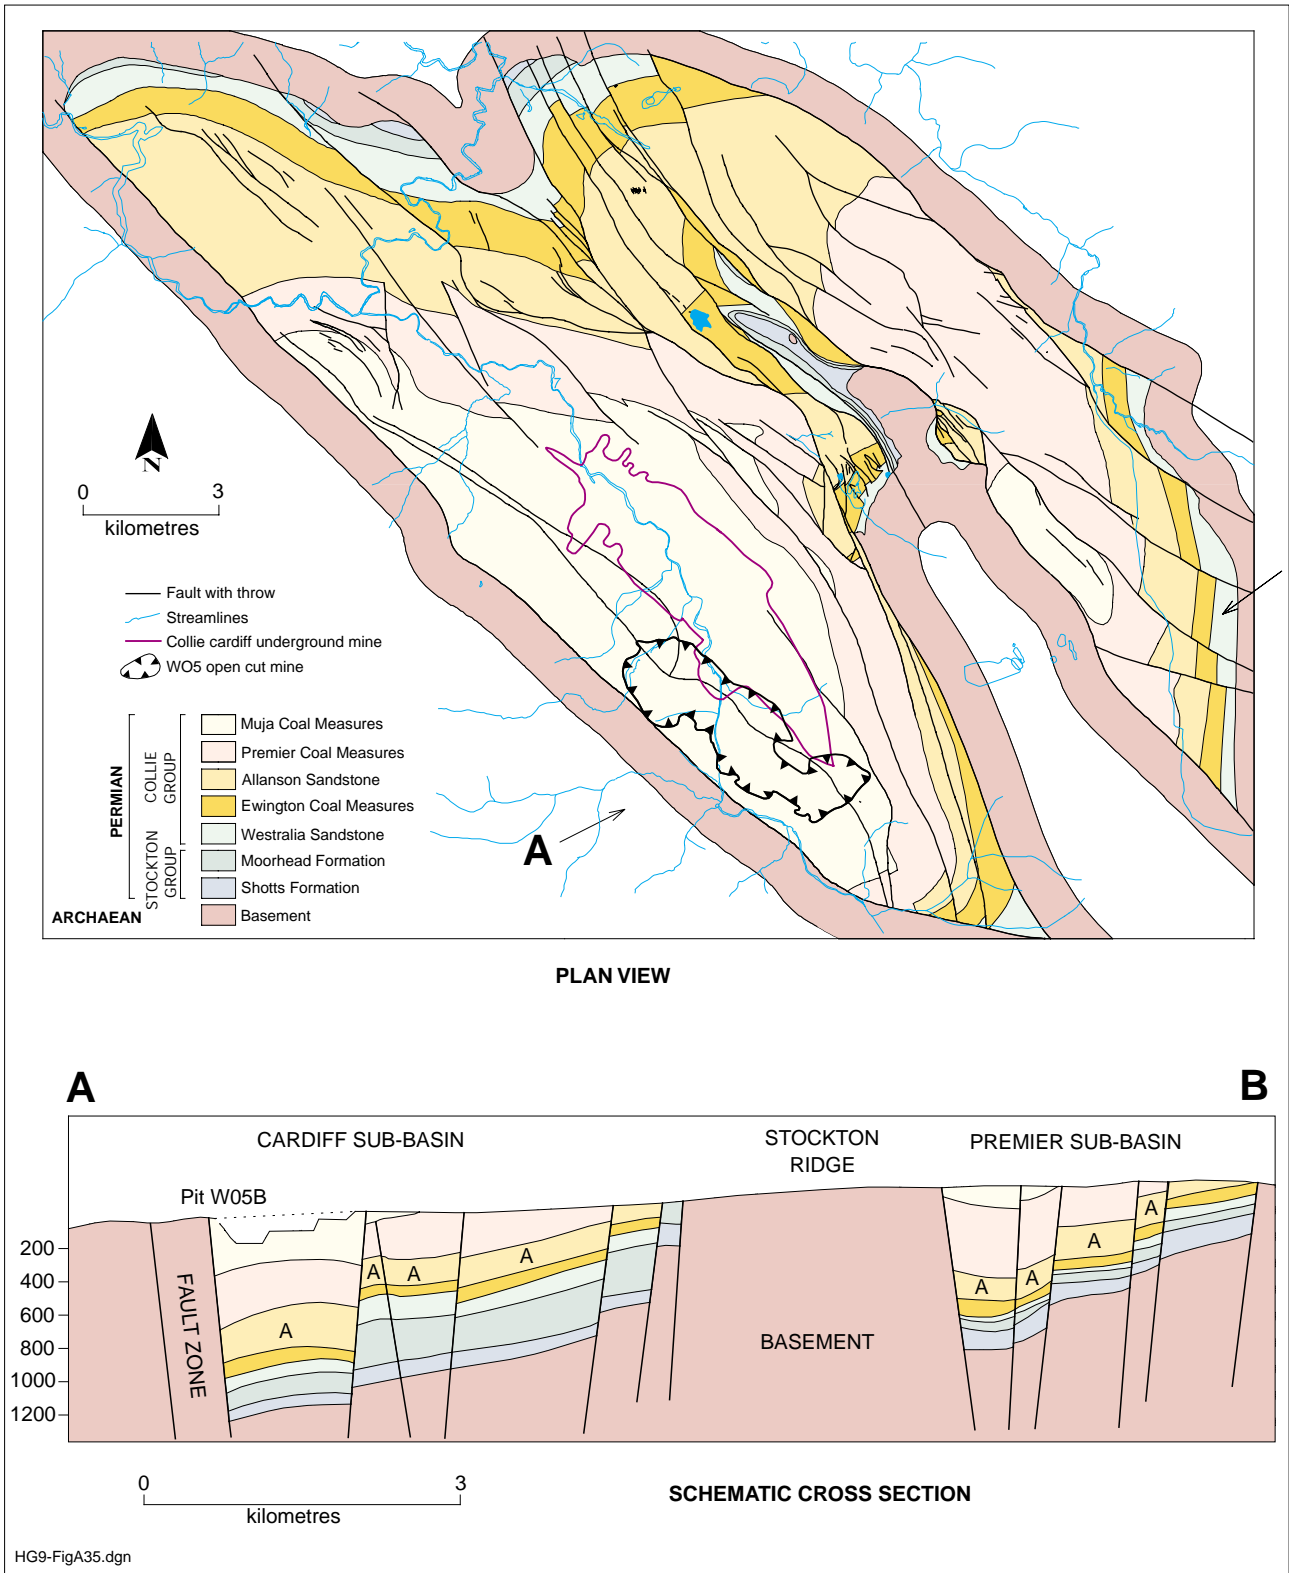 N
0 3
kilometres
Fault with throw
Streamlines
Collie cardiff underground mine
WO5 open cut mine
PERMIAN
COLLIE
GROUP
STOCKTON
GROUP
Muja Coal Measures
Premier Coal Measures
Allanson Sandstone
Ewington Coal Measures
Westralia Sandstone
Moorhead Formation
Shotts Formation
ARCHAEAN
Basement
A
PLAN VIEW
A B
CARDIFF SUB-BASIN
STOCKTON
RIDGE
PREMIER SUB-BASIN
Pit W05B
200
400
600
800
1000
1200
FAULT ZONE
A
A
A
A
BASEMENT
A
A
A
A
0 3
kilometres
SCHEMATIC CROSS SECTION
HG9-FigA35.dgn